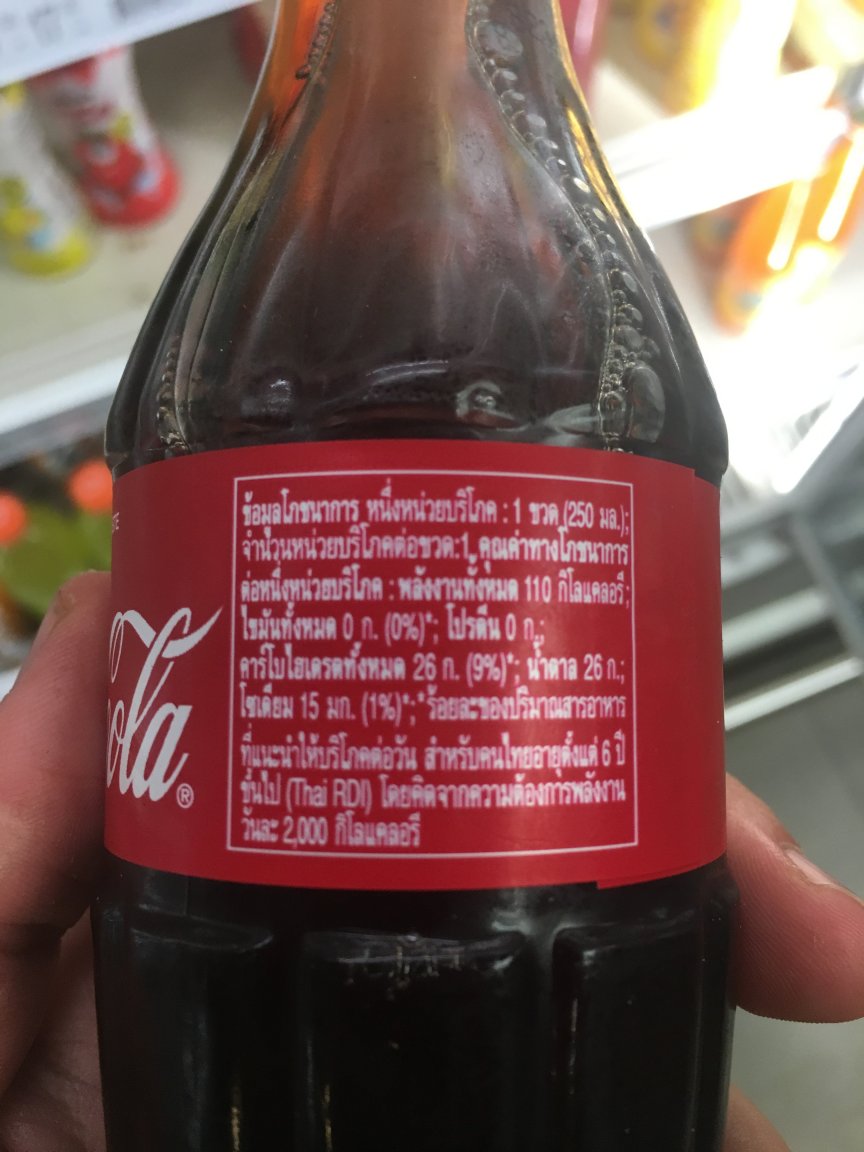 ข้อมูลโภชนาการ หนึ่งหน่วยบริโภค : 1 ขวด (250 มล.);
จำนวนหน่วยบริโภคต่อขวด:1, คุณค่าทางโภชนาการ
ต่อหนึ่งหน่วยบริโภค : พลังงานทั้งหมด 110 กิโลแคลอรี;
ไขมันทั้งหมด 0 ก. (0%)*; โปรตีน 0 ก.;
คาร์โบไฮเดรตทั้งหมด 26 ก. (9%)*; น้ำตาล 26 ก.;
โซเดียม 15 มก. (1%)*;*ร้อยละของปริมาณสารอาหาร
ที่แนะนำให้บริโภคต่อวัน สำหรับคนไทยอายุตั้งแต่ 6 ปี
ขึ้นไป (Thai RDI) โดยคิดจากความต้องการพลังงาน
วันละ 2,000 กิโลแคลอรี
ola®